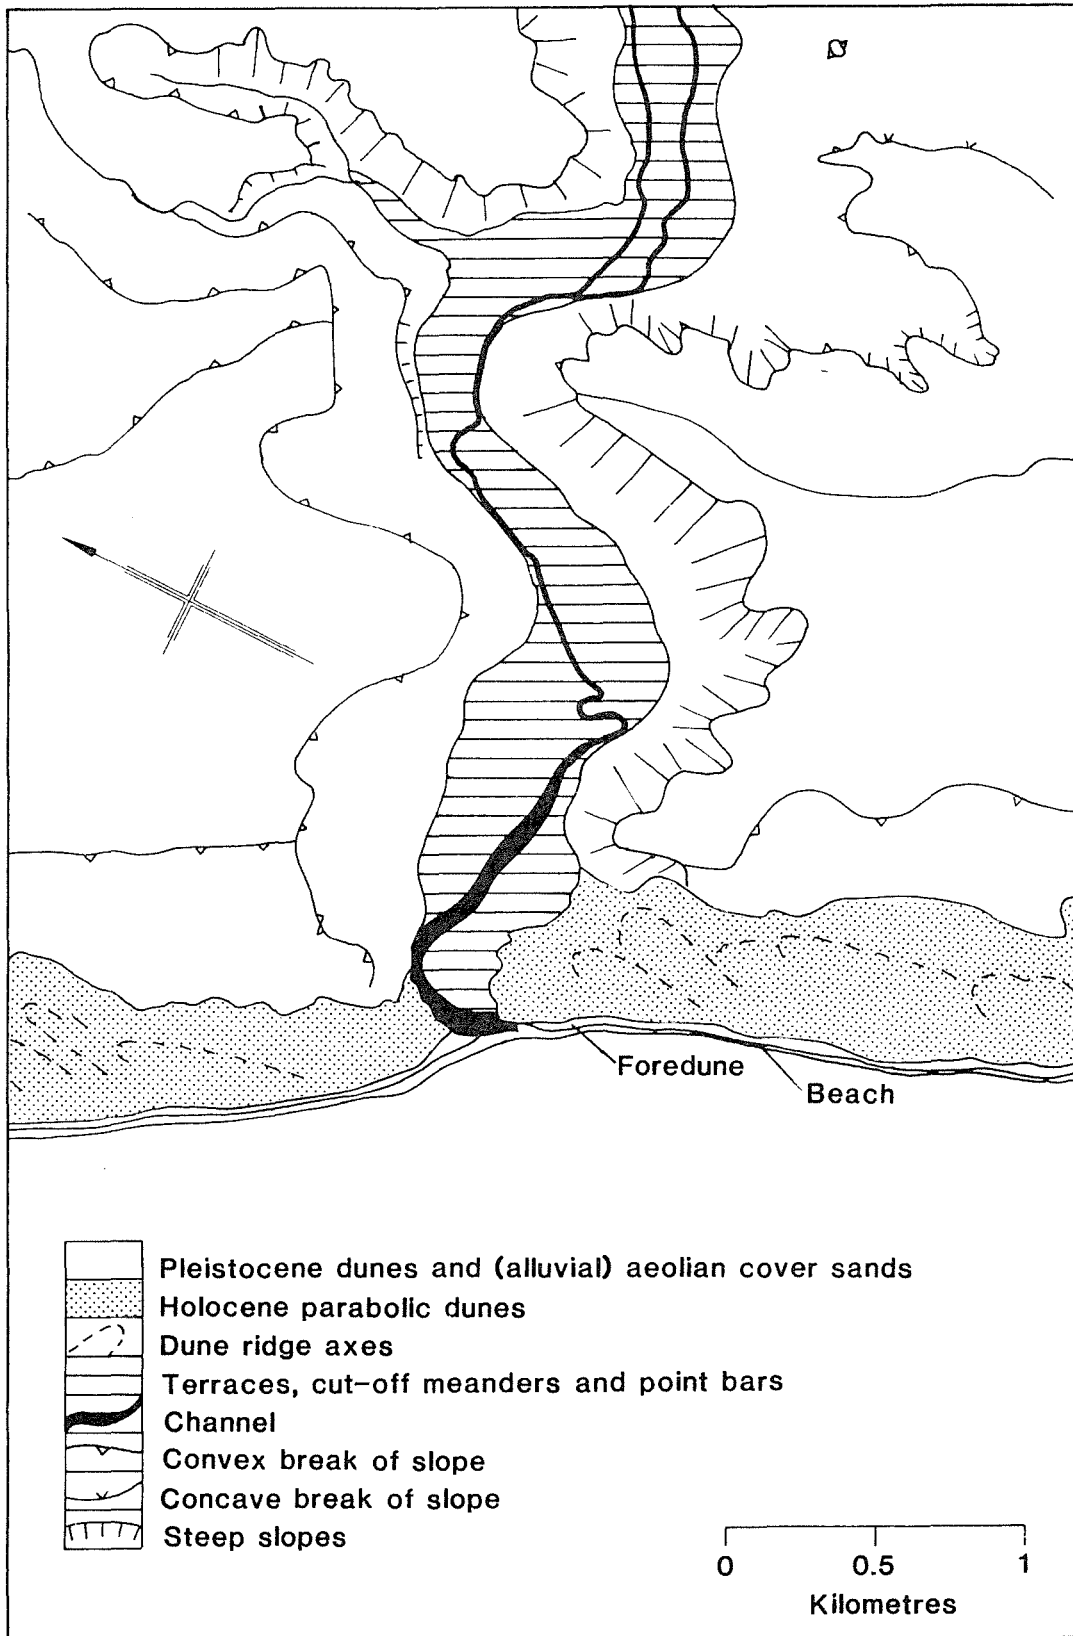 Foredune
Beach
Pleistocene dunes and (alluvial) aeolian cover sands
Holocene parabolic dunes
Dune ridge axes
Terraces, cut-off meanders and point bars
Channel
Convex break of slope
Concave break of slope
Steep slopes
0 0.5 1
Kilometres